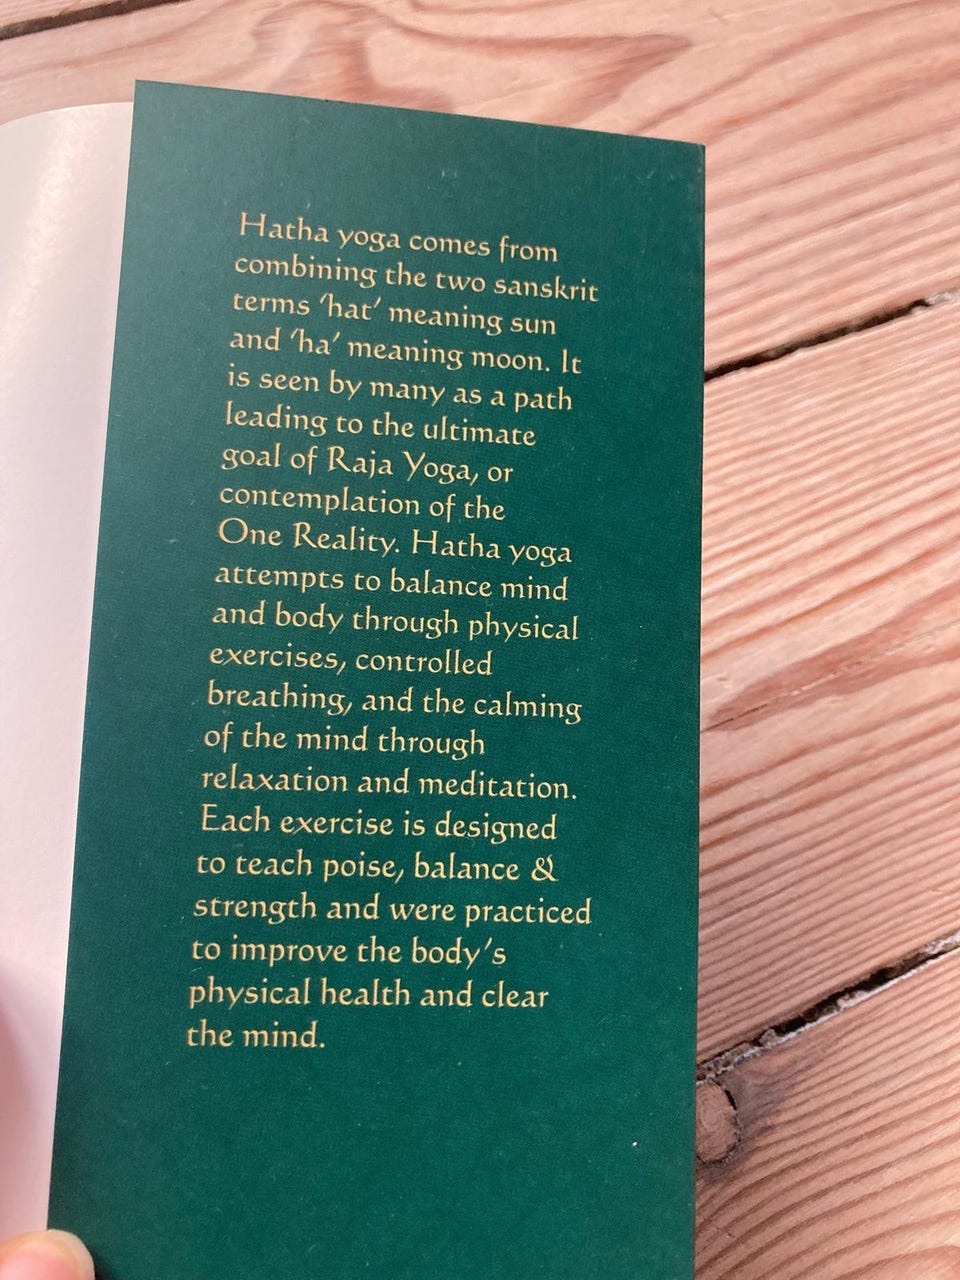 Hatha yoga comes from
combining the two sanskrit
terms 'hat' meaning sun
and 'ha' meaning moon. It
is seen by many as a path
leading to the ultimate
goal of Raja Yoga, or
contemplation of the
One Reality. Hatha yoga
attempts to balance mind
and body through physical
exercises, controlled
breathing, and the calming
of the mind through
relaxation and meditation.
Each exercise is designed
to teach poise, balance &
strength and were practiced
to improve the body's
physical health and clear
the mind.